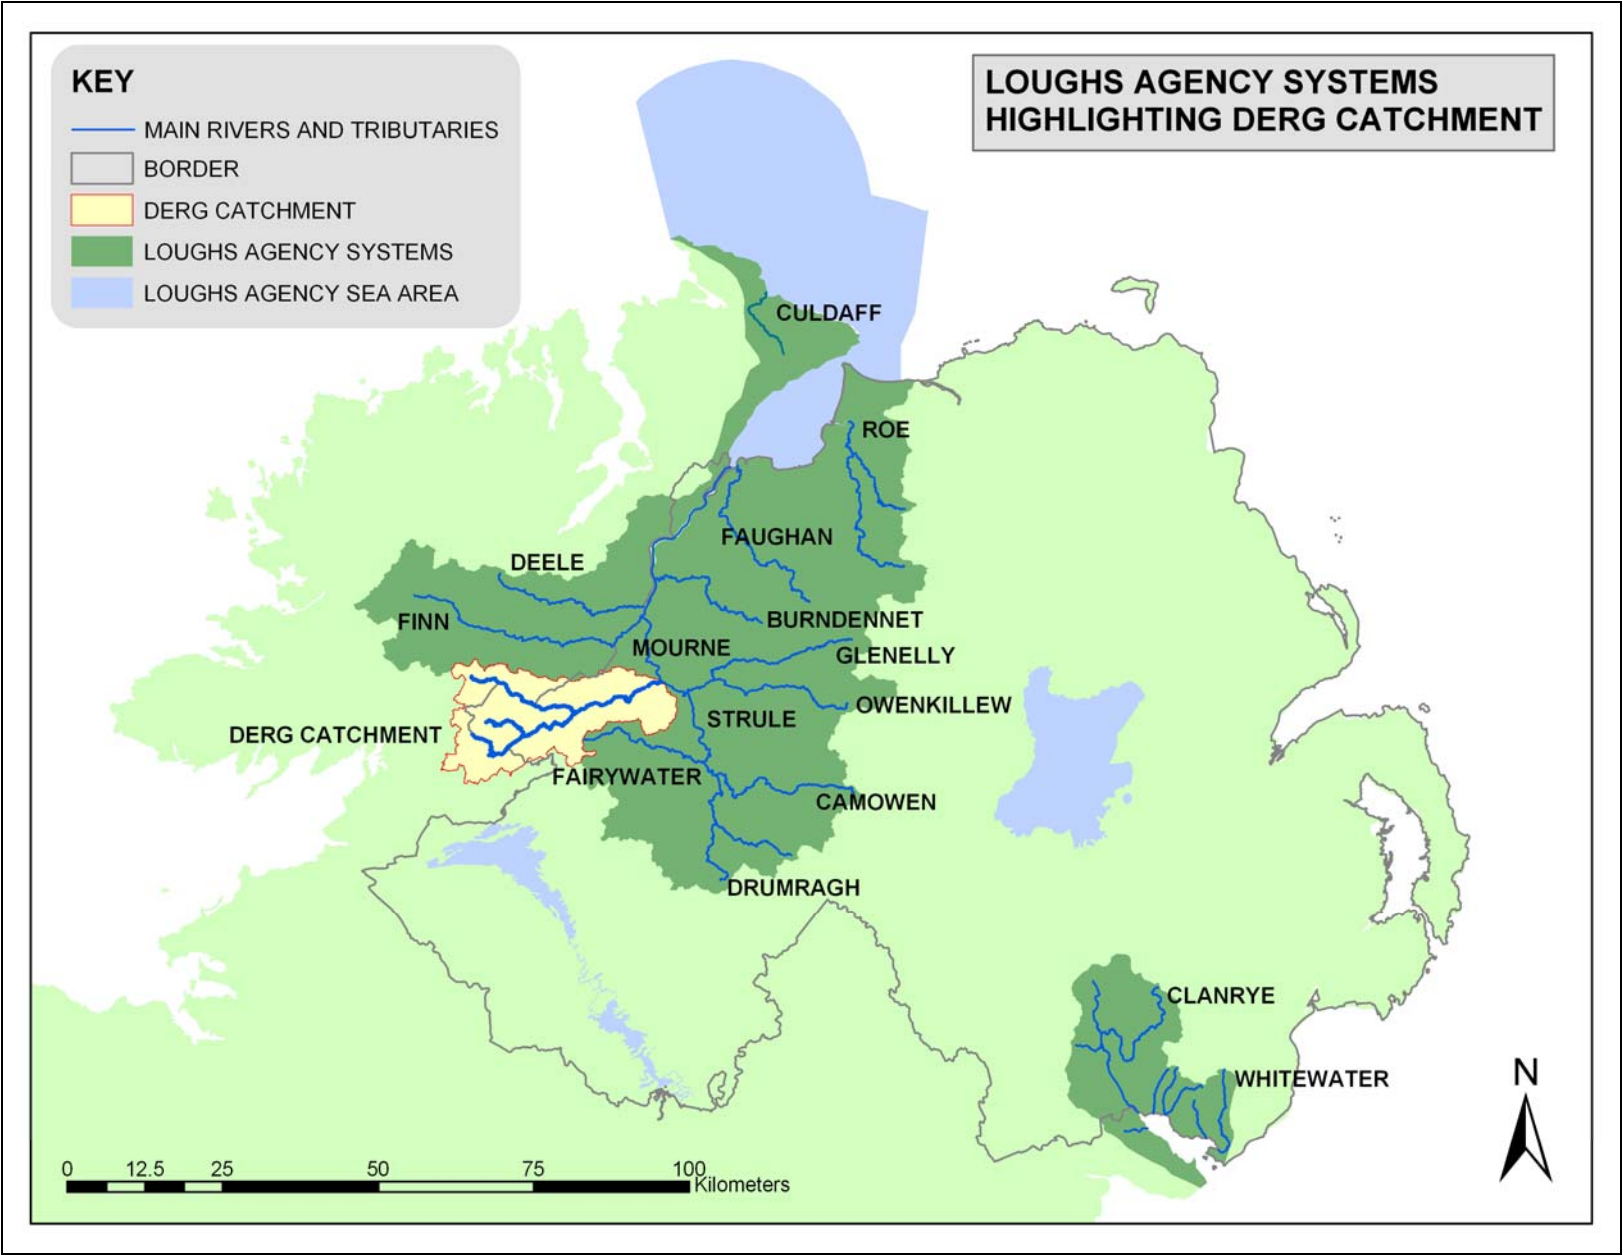 KEY
MAIN RIVERS AND TRIBUTARIES
BORDER
DERG CATCHMENT
LOUGHS AGENCY SYSTEMS
LOUGHS AGENCY SEA AREA
LOUGHS AGENCY SYSTEMS
HIGHLIGHTING DERG CATCHMENT
CULDAFF
ROE
FAUGHAN
DEELE
FINN
BURNDENNET
MOURNE
GLENELLY
OWENKILLEW
STRULE
DERG CATCHMENT
FAIRYWATER
CAMOWEN
DRUMRAGH
CLANRYE
WHITEWATER
N
0 12.5 25 50 75 100
Kilometers